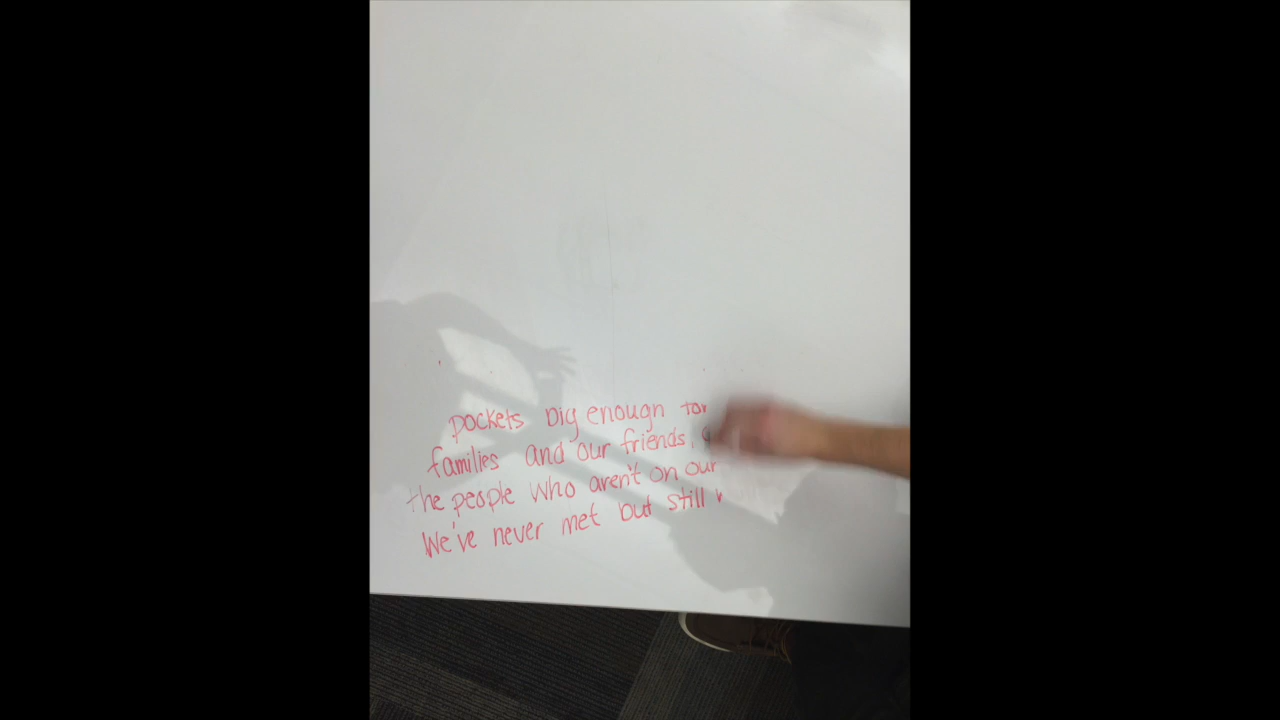 pockets big enough for
families and our friends,
the people who aren't on our
We've never met but still